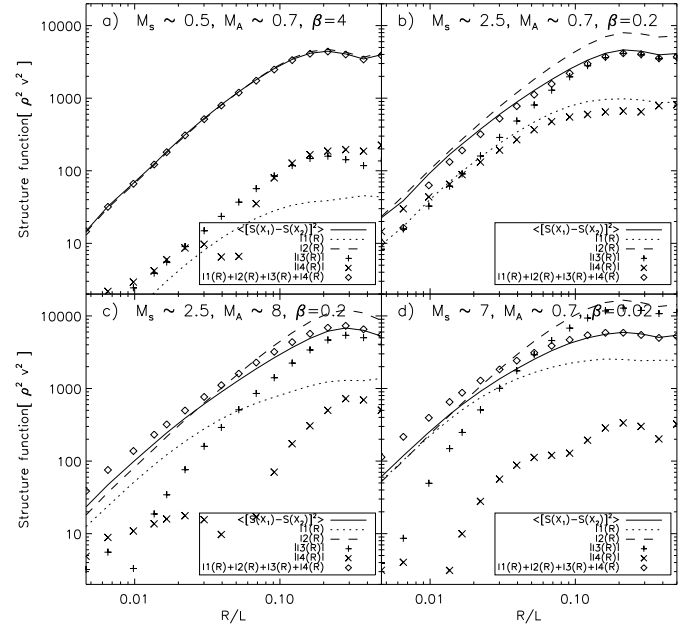 a) M_s ~ 0.5, M_A ~ 0.7, β=4
b) M_s ~ 2.5, M_A ~ 0.7, β=0.2
10000
1000
100
10
Structure function[ ρ² v² ]
<[S(X₁)−S(X₂)]²>
I1(R)
I2(R)
|I3(R)|
|I4(R)|
I1(R)+I2(R)+I3(R)+I4(R)
<[S(X₁)−S(X₂)]²>
I1(R)
I2(R)
|I3(R)|
|I4(R)|
I1(R)+I2(R)+I3(R)+I4(R)
c) M_s ~ 2.5, M_A ~ 8, β=0.2
d) M_s ~ 7, M_A ~ 0.7, β=0.02
10000
1000
100
10
Structure function[ ρ² v² ]
<[S(X₁)−S(X₂)]²>
I1(R)
I2(R)
|I3(R)|
|I4(R)|
I1(R)+I2(R)+I3(R)+I4(R)
<[S(X₁)−S(X₂)]²>
I1(R)
I2(R)
|I3(R)|
|I4(R)|
I1(R)+I2(R)+I3(R)+I4(R)
0.01
0.10
0.01
0.10
R/L
R/L